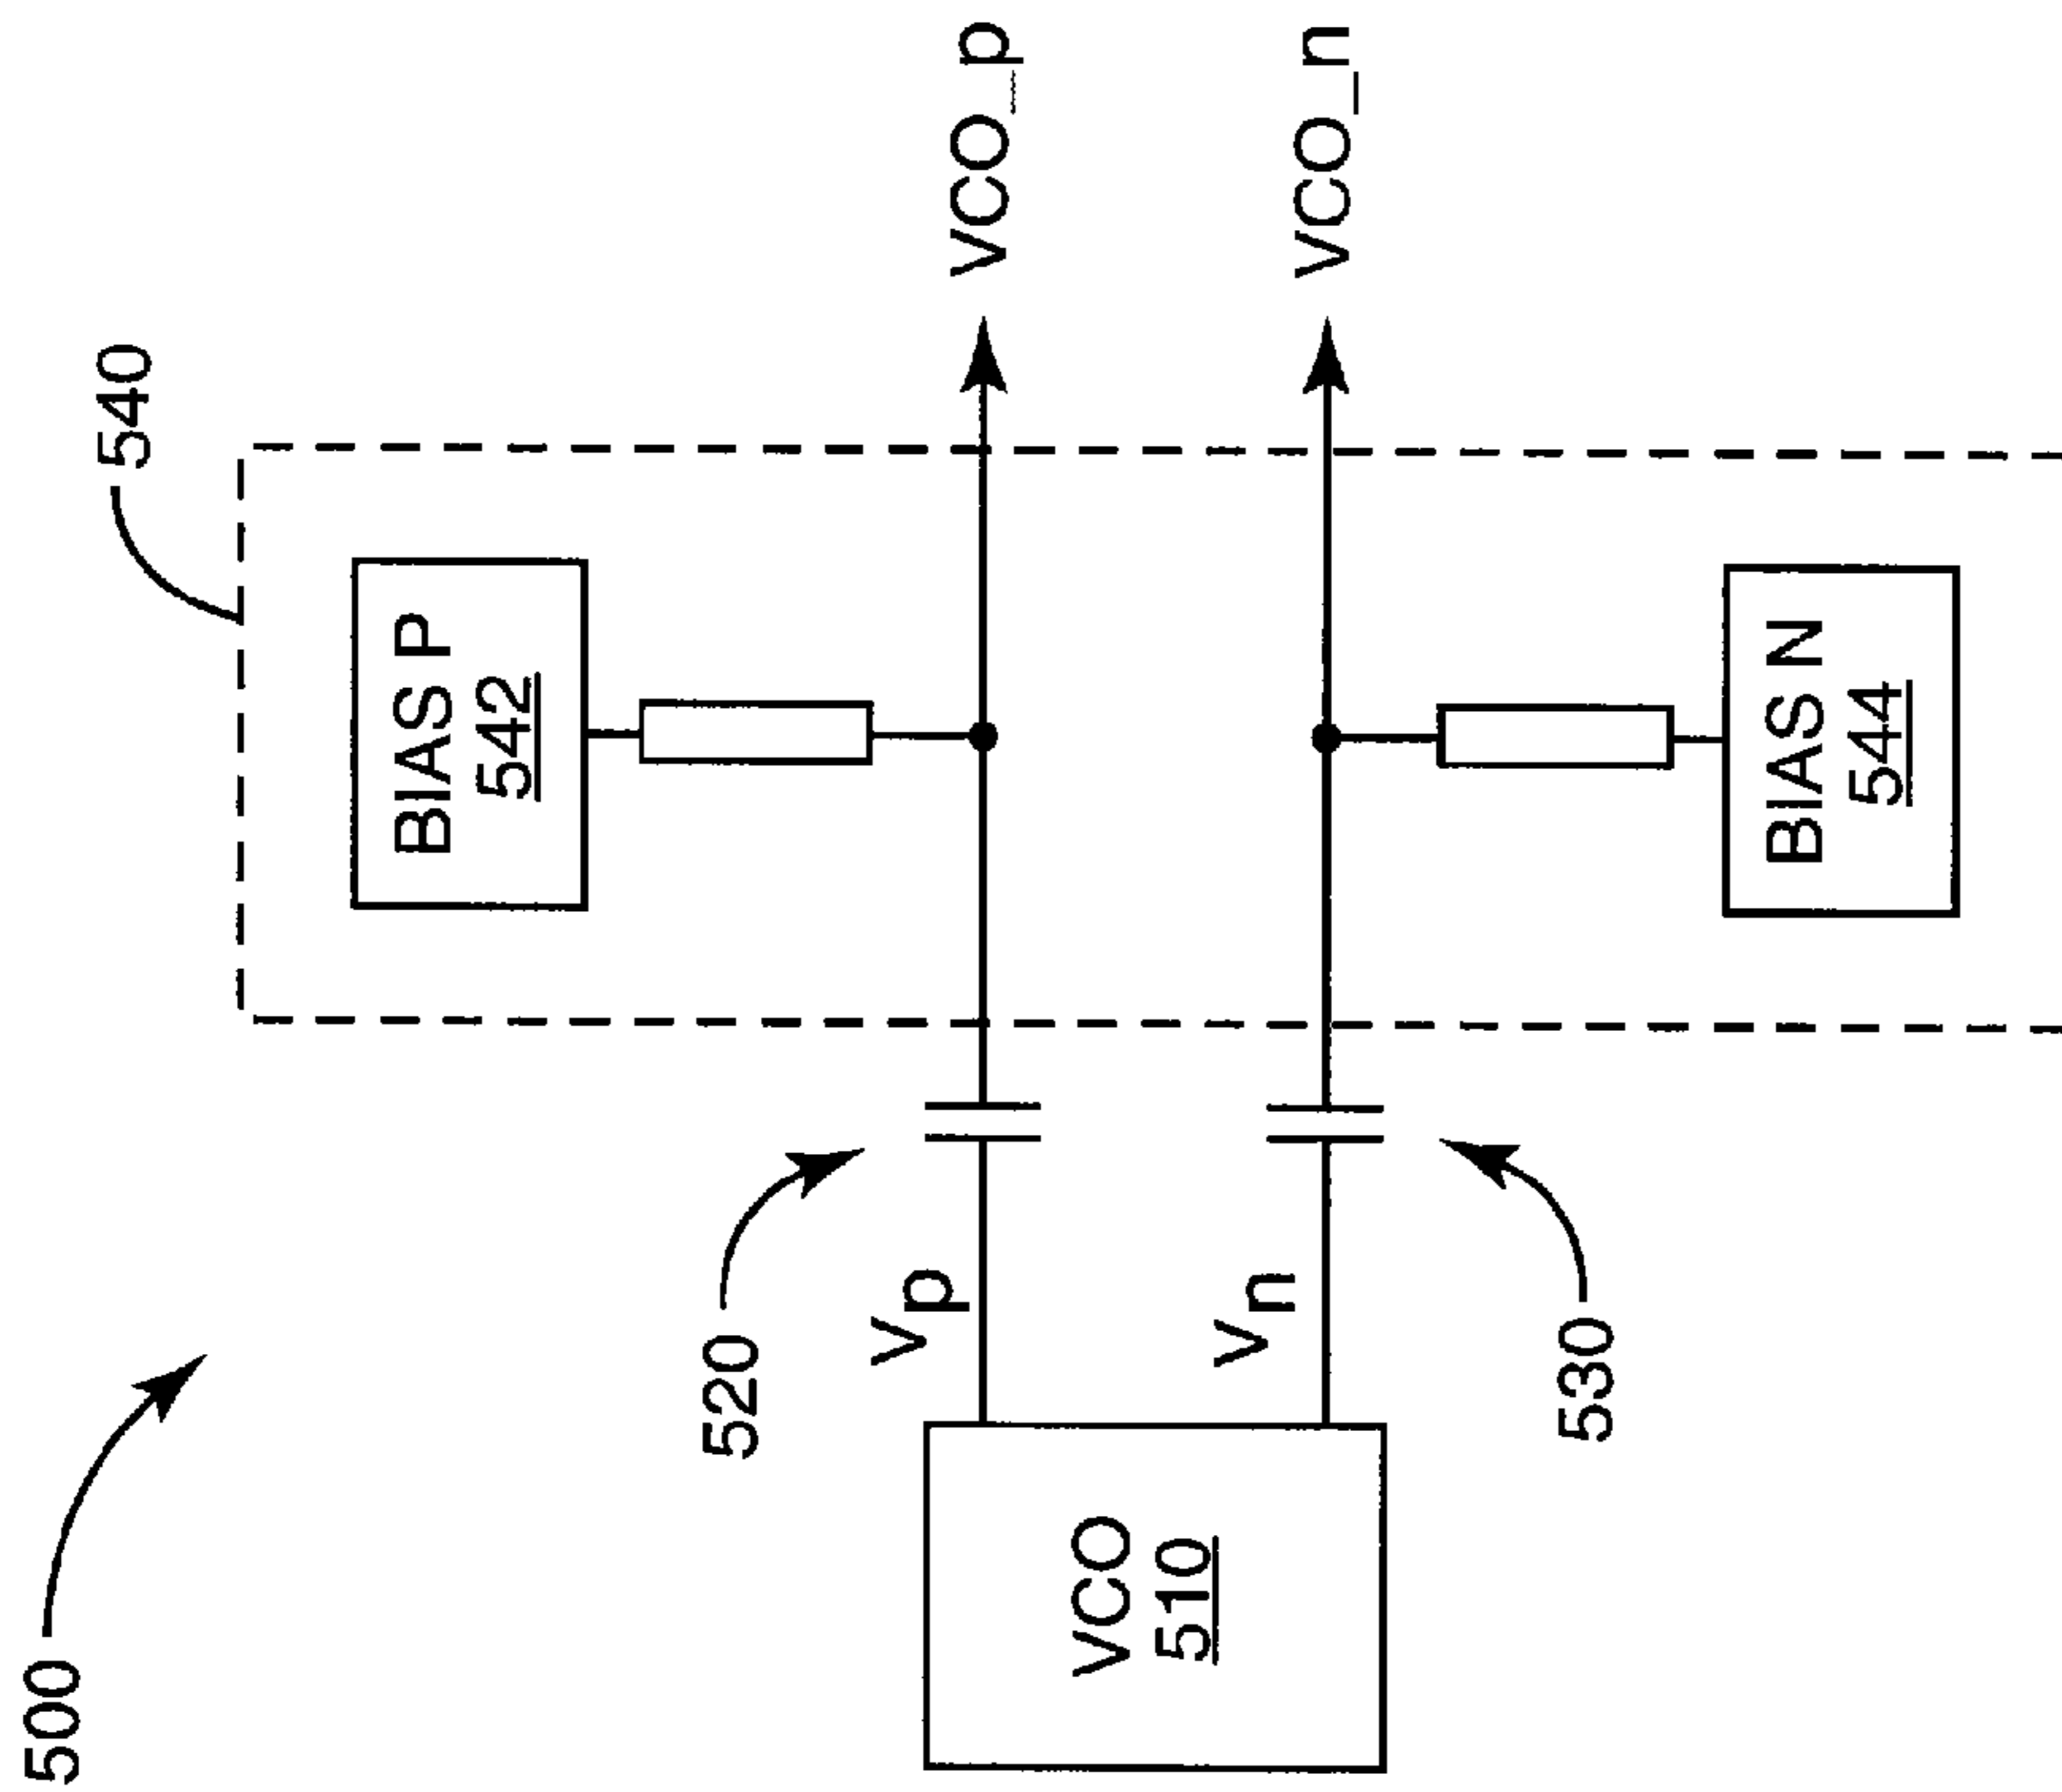 500
540
BIAS P
542
520
Vp
VCO_p
VCO
510
Vn
VCO_n
530
BIAS N
544